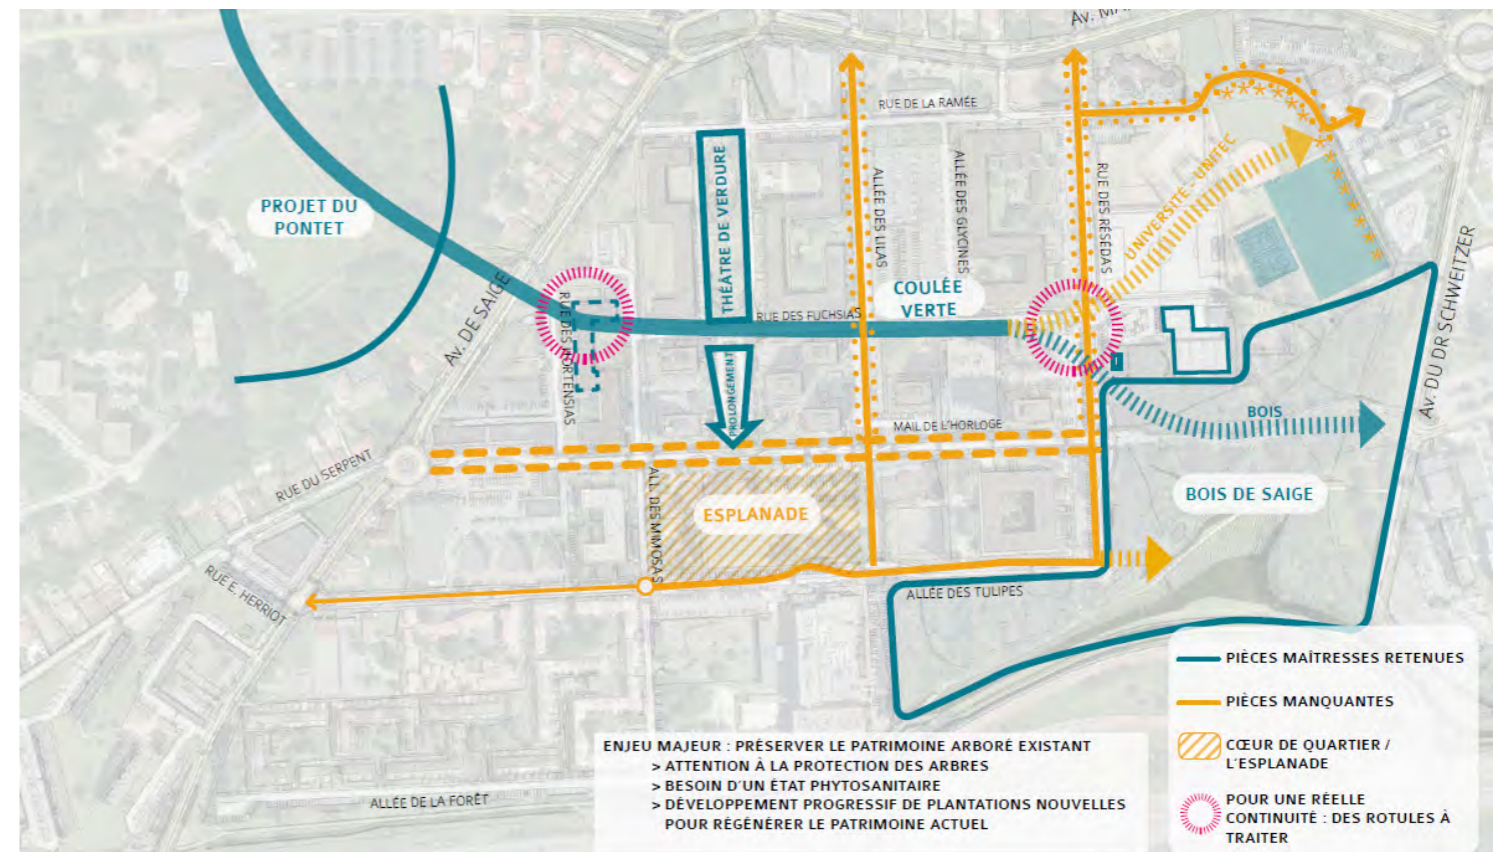 Av. MA
RUE DE LA RAMÉE
THÉÂTRE DE VERDURE
ALLÉE DES LILAS
ALLÉE DES GLYCINES
RUE DES RÉSÉDAS
UNIVERSITÉ - UNITEC
PROJET DU
PONTET
Av. DE SAIGE
RUE DES HORTENSIAS
RUE DES FUCHSIAS
COULÉE
VERTE
Av. DU DR SCHWEITZER
PROLONGEMENT
BOIS
MAIL DE L'HORLOGE
RUE DU SERPENT
ALL. DES MIMOSAS
ESPLANADE
BOIS DE SAIGE
RUE E. HERRIOT
ALLÉE DES TULIPES
ALLÉE DE LA FORÊT
ENJEU MAJEUR : PRÉSERVER LE PATRIMOINE ARBORÉ EXISTANT
> ATTENTION À LA PROTECTION DES ARBRES
> BESOIN D'UN ÉTAT PHYTOSANITAIRE
> DÉVELOPPEMENT PROGRESSIF DE PLANTATIONS NOUVELLES
POUR RÉGÉNÉRER LE PATRIMOINE ACTUEL
PIÈCES MAÎTRESSES RETENUES
PIÈCES MANQUANTES
CŒUR DE QUARTIER /
L'ESPLANADE
POUR UNE RÉELLE
CONTINUITÉ : DES ROTULES À
TRAITER